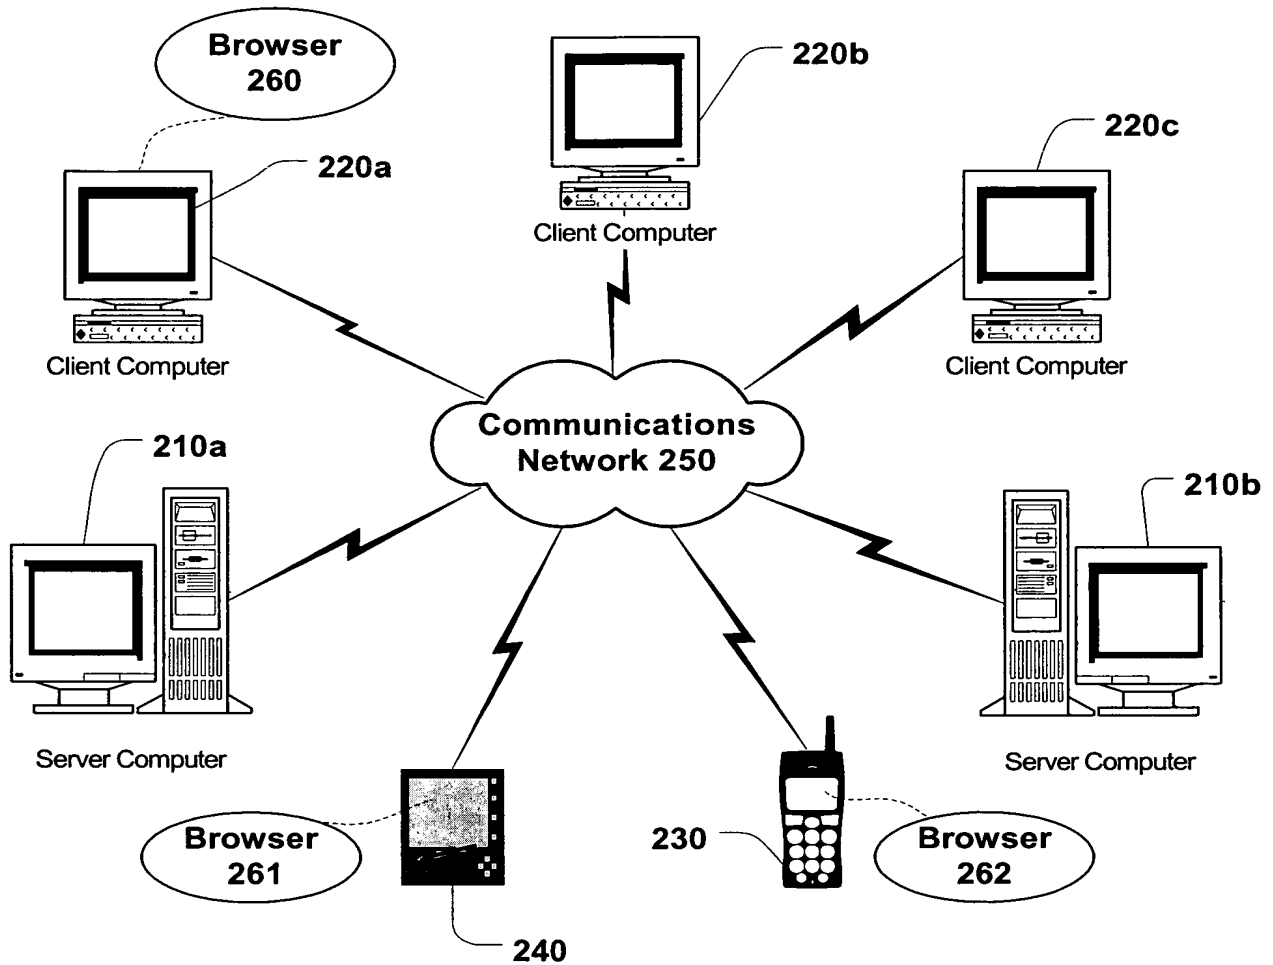 Browser
260
220b
220c
220a
Client Computer
Client Computer
Client Computer
Communications
Network 250
210a
210b
Server Computer
Server Computer
Browser
261
230
Browser
262
240